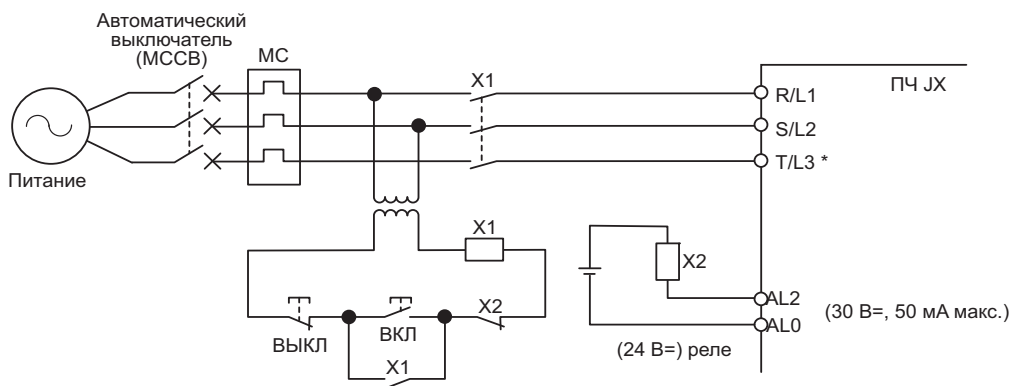 Автоматический
выключатель
(MCCB)
МС
X1
ПЧ JX
R/L1
S/L2
T/L3 *
Питание
X1
X2
AL2
(30 В=, 50 мА макс.)
AL0
X2
ВЫКЛ
ВКЛ
(24 В=) реле
X1